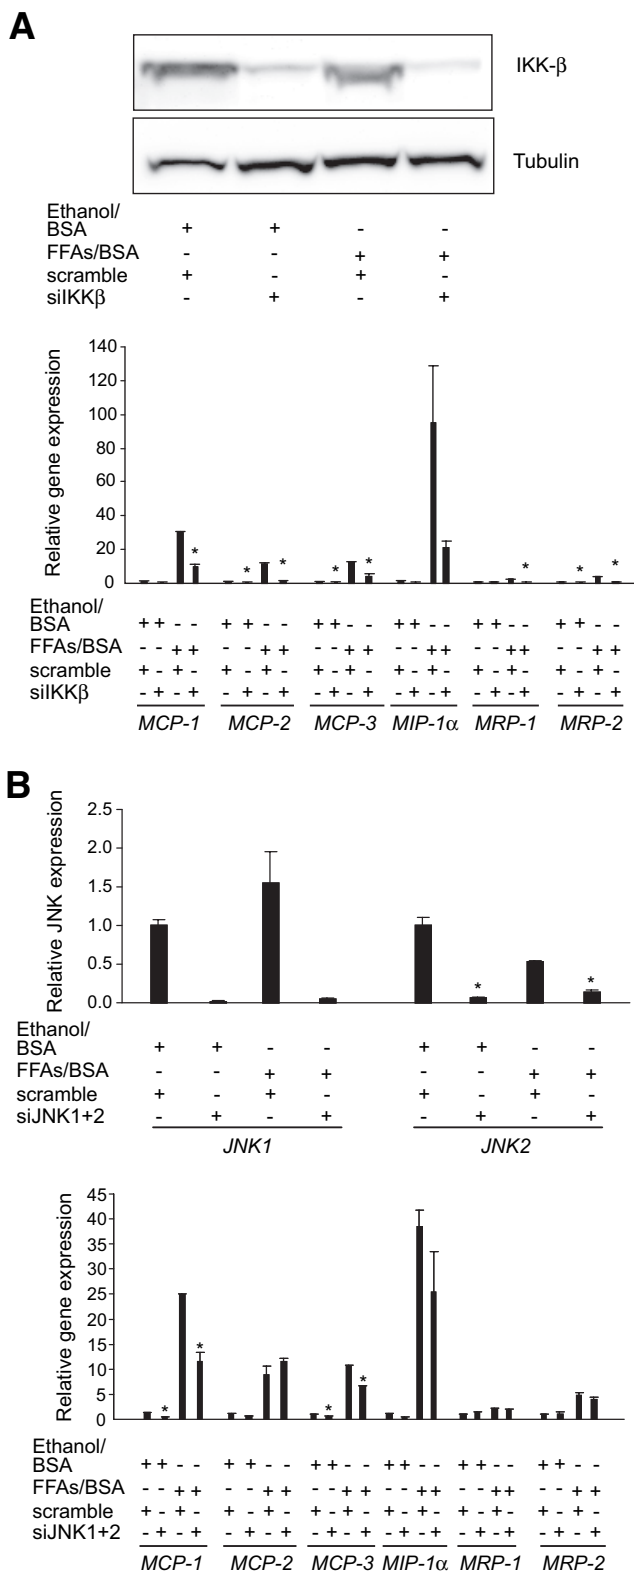 A
IKK-β
Tubulin
Ethanol/
BSA + + - -
FFAs/BSA - - + +
scramble + - + -
siIKKβ - + - +
Relative gene expression
140
120
100
80
60
40
20
0
* * * * * * * *
Ethanol/
BSA ++-- ++-- ++-- ++-- ++-- ++--
FFAs/BSA --++ --++ --++ --++ --++ --++
scramble +-+- +-+- +-+- +-+- +-+- +-+-
siIKKβ -+-+ -+-+ -+-+ -+-+ -+-+ -+-+
MCP-1 MCP-2 MCP-3 MIP-1α MRP-1 MRP-2
B
Relative JNK expression
2.5
2.0
1.5
1.0
0.5
0.0
* *
Ethanol/
BSA + + - - + + - -
FFAs/BSA - - + + - - + +
scramble + - + - + - + -
siJNK1+2 - + - + - + - +
JNK1 JNK2
Relative gene expression
45
40
35
30
25
20
15
10
5
0
* * * *
Ethanol/
BSA ++-- ++-- ++-- ++-- ++-- ++--
FFAs/BSA --++ --++ --++ --++ --++ --++
scramble +-+- +-+- +-+- +-+- +-+- +-+-
siJNK1+2 -+-+ -+-+ -+-+ -+-+ -+-+ -+-+
MCP-1 MCP-2 MCP-3 MIP-1α MRP-1 MRP-2